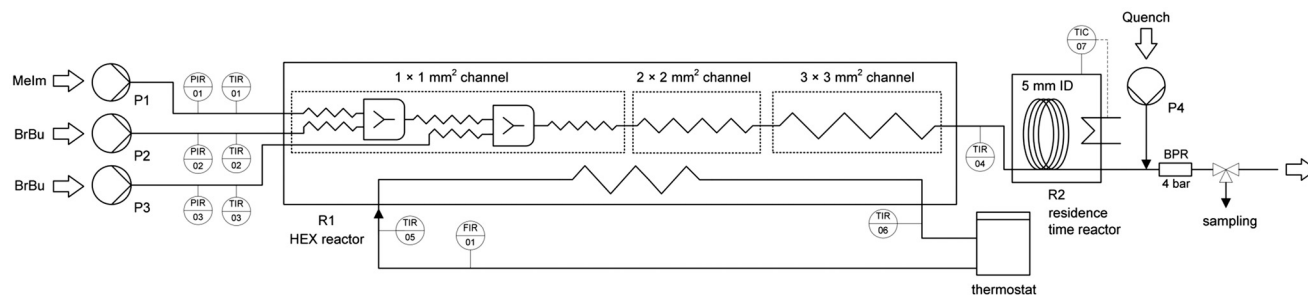 MeIm
P1
PIR
01
TIR
01
BrBu
P2
PIR
02
TIR
02
BrBu
P3
PIR
03
TIR
03
1 × 1 mm² channel
2 × 2 mm² channel
3 × 3 mm² channel
R1
HEX reactor
TIR
05
FIR
01
TIR
06
thermostat
TIR
04
TIC
07
5 mm ID
R2
residence
time reactor
Quench
P4
BPR
4 bar
sampling